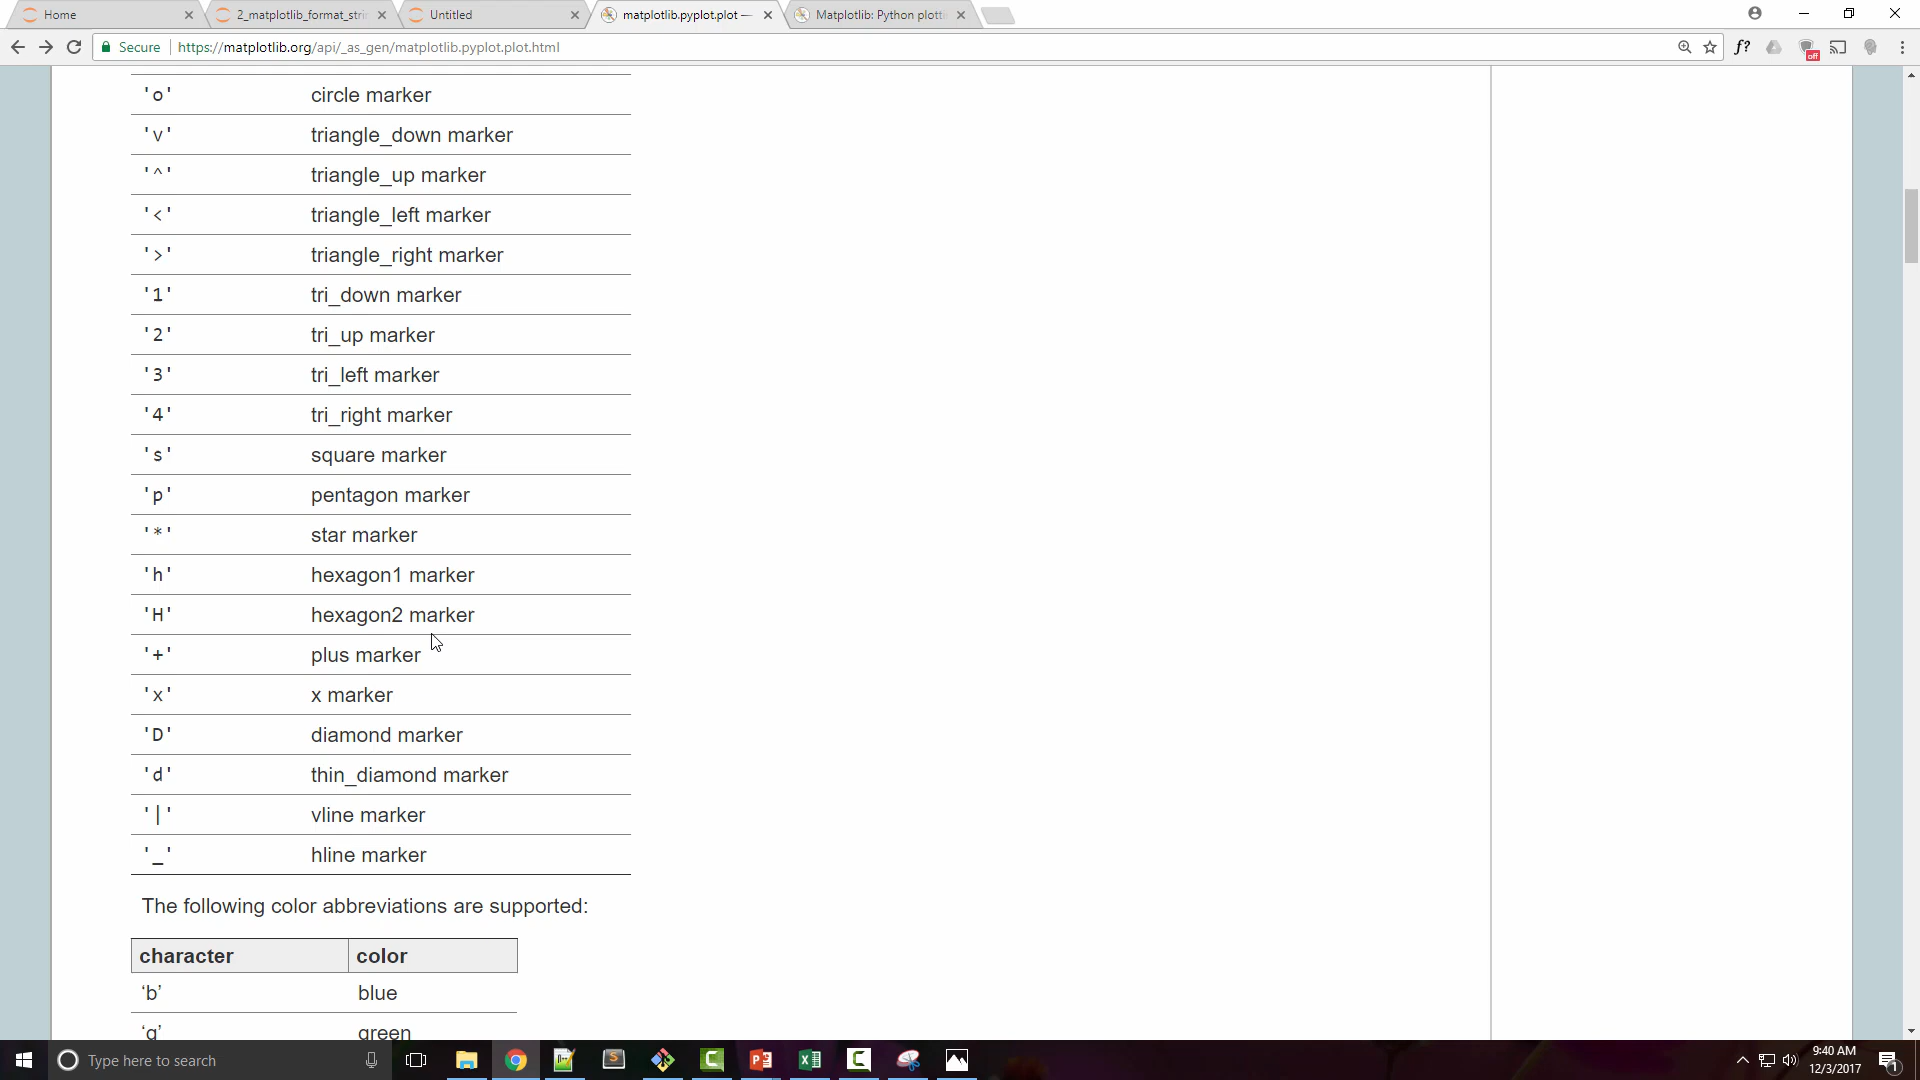 Home
2_matplotlib_format_stri
Untitled
matplotlib.pyplot.plot —
Matplotlib: Python plott
Secure
https://matplotlib.org/api/_as_gen/matplotlib.pyplot.plot.html
f?
off
'o' circle marker
'v' triangle_down marker
'^' triangle_up marker
'<' triangle_left marker
'>' triangle_right marker
'1' tri_down marker
'2' tri_up marker
'3' tri_left marker
'4' tri_right marker
's' square marker
'p' pentagon marker
'*' star marker
'h' hexagon1 marker
'H' hexagon2 marker
'+' plus marker
'x' x marker
'D' diamond marker
'd' thin_diamond marker
'|' vline marker
'_' hline marker
The following color abbreviations are supported:
character color
‘b’ blue
‘g’ green
Type here to search
9:40 AM
12/3/2017
1